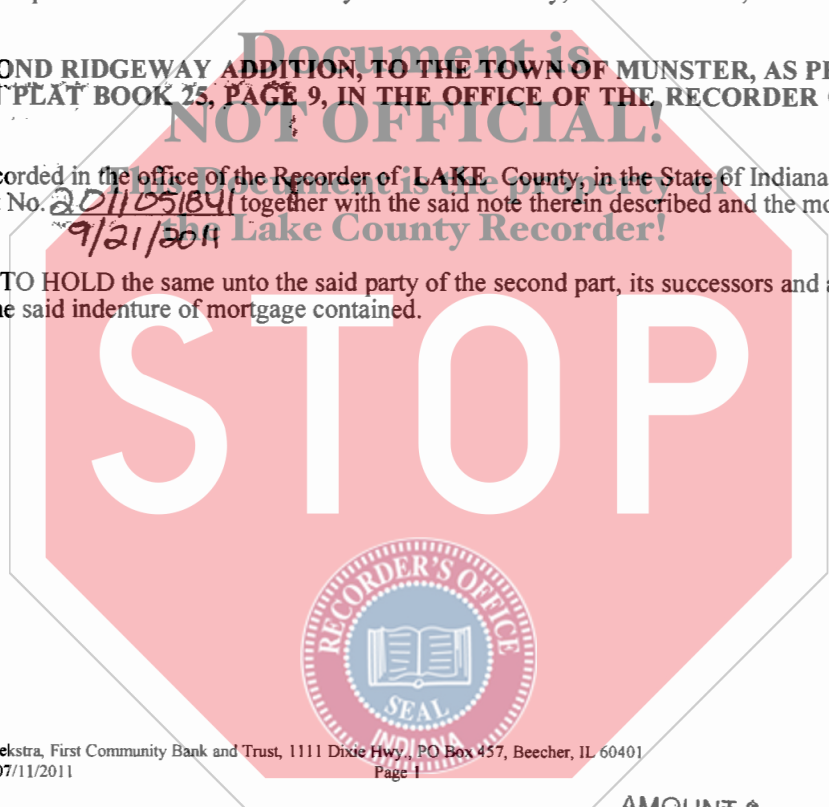 Document is
OND RIDGEWAY ADDITION, TO THE TOWN OF MUNSTER, AS P
PLAT BOOK 25, PAGE 9, IN THE OFFICE OF THE RECORDER
NOT OFFICIAL!
corded in the office of the Recorder of LAKE County, in the State of Indiana
This Document is the property of
No. 2011051841 together with the said note therein described and the mo
9/21/2011
the Lake County Recorder!
TO HOLD the same unto the said party of the second part, its successors and a
e said indenture of mortgage contained.
STOP
RECORDER'S OFFICE
SEAL
INDIANA
ekstra, First Community Bank and Trust, 1111 Dixie Hwy., PO Box 457, Beecher, IL 60401
07/11/2011
Page 1
AMOUNT $